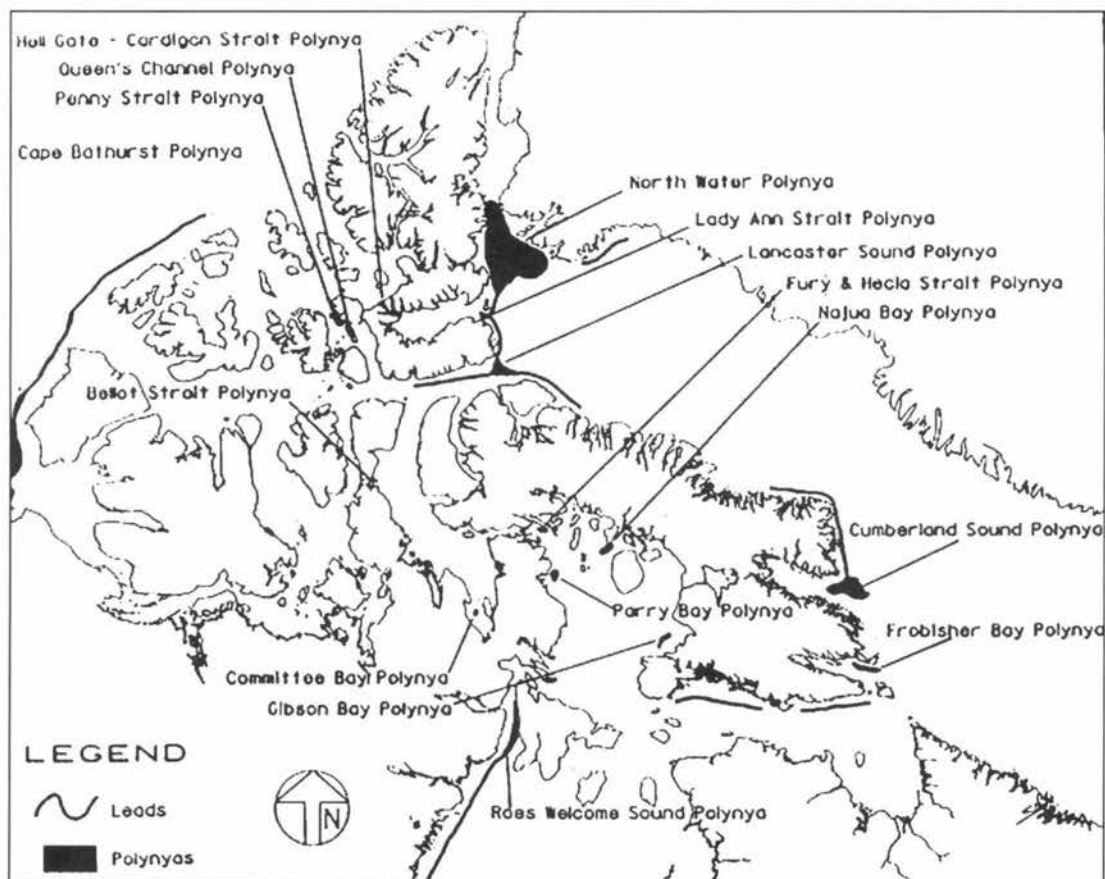 Hell Gate - Cardigan Strait Polynya
Queen's Channel Polynya
Penny Strait Polynya
Cape Bathurst Polynya
North Water Polynya
Lady Ann Strait Polynya
Lancaster Sound Polynya
Fury & Hecla Strait Polynya
Najua Bay Polynya
Bellot Strait Polynya
Cumberland Sound Polynya
Parry Bay Polynya
Frobisher Bay Polynya
Committee Bay Polynya
Gibson Bay Polynya
LEGEND
Leads
N
Roes Welcome Sound Polynya
Polynyas